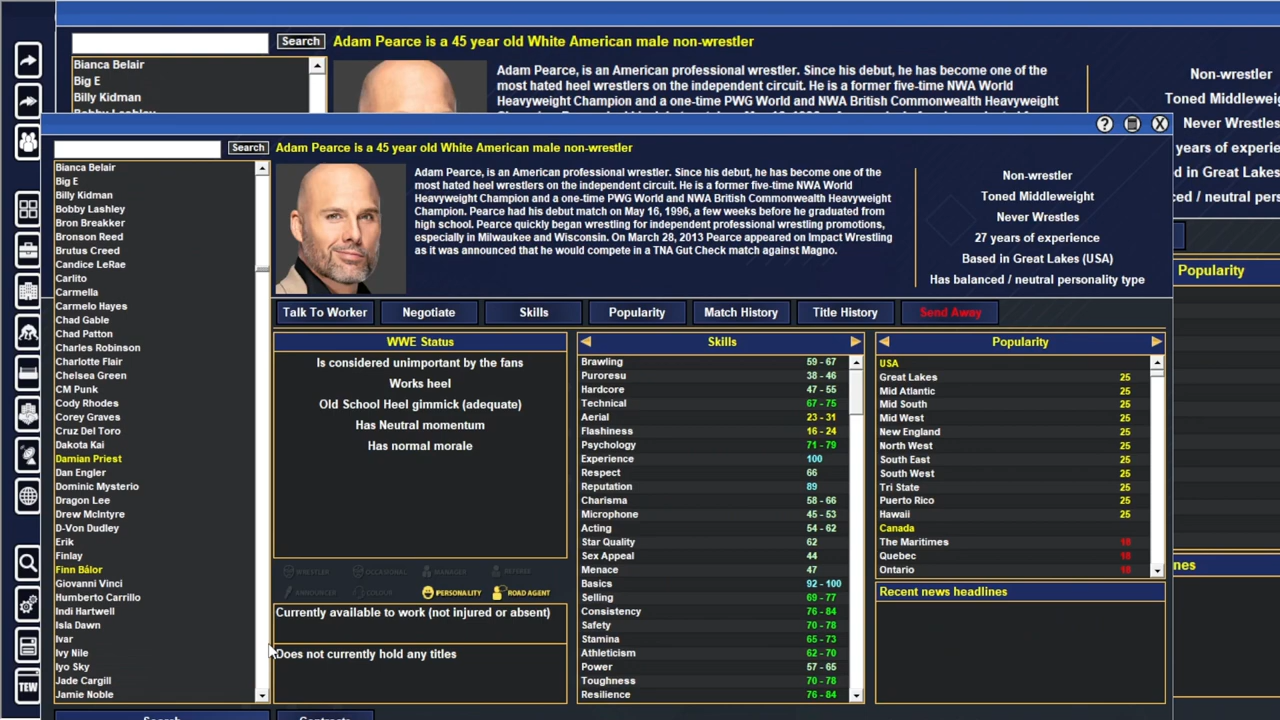 Search
Adam Pearce is a 45 year old White American male non-wrestler
Bianca Belair
Big E
Billy Kidman
Bobby Lashley
Adam Pearce, is an American professional wrestler. Since his debut, he has become one of the
most hated heel wrestlers on the independent circuit. He is a former five-time NWA World
Heavyweight Champion and a one-time PWG World and NWA British Commonwealth Heavyweight
Non-wrestler
Toned Middleweight
Never Wrestles
years of experie
d in Great Lakes (USA
ced / neutral pers
Popularity
nes
?
Search
Adam Pearce is a 45 year old White American male non-wrestler
Bianca Belair
Big E
Billy Kidman
Bobby Lashley
Bron Breakker
Bronson Reed
Brutus Creed
Candice LeRae
Carlito
Carmella
Carmelo Hayes
Chad Gable
Chad Patton
Charles Robinson
Charlotte Flair
Chelsea Green
CM Punk
Cody Rhodes
Corey Graves
Cruz Del Toro
Dakota Kai
Damian Priest
Dan Engler
Dominic Mysterio
Dragon Lee
Drew McIntyre
D-Von Dudley
Erik
Finlay
Finn Bálor
Giovanni Vinci
Humberto Carrillo
Indi Hartwell
Isla Dawn
Ivar
Ivy Nile
Iyo Sky
Jade Cargill
Jamie Noble
Search
Adam Pearce, is an American professional wrestler. Since his debut, he has become one of the
most hated heel wrestlers on the independent circuit. He is a former five-time NWA World
Heavyweight Champion and a one-time PWG World and NWA British Commonwealth Heavyweight
Champion. Pearce had his debut match on May 16, 1996, a few weeks before he graduated from
high school. Pearce quickly began wrestling for independent professional wrestling promotions,
especially in Milwaukee and Wisconsin. On March 28, 2013 Pearce appeared on Impact Wrestling
as it was announced that he would compete in a TNA Gut Check match against Magno.
Non-wrestler
Toned Middleweight
Never Wrestles
27 years of experience
Based in Great Lakes (USA)
Has balanced / neutral personality type
Talk To Worker
Negotiate
Skills
Popularity
Match History
Title History
Send Away
WWE Status
Is considered unimportant by the fans
Works heel
Old School Heel gimmick (adequate)
Has Neutral momentum
Has normal morale
WRESTLER OCCASIONAL MANAGER REFEREE
ANNOUNCER COLOUR PERSONALITY ROAD AGENT
Currently available to work (not injured or absent)
Does not currently hold any titles
Contracts
Skills
Brawling 59 - 67
Puroresu 38 - 46
Hardcore 47 - 55
Technical 67 - 75
Aerial 23 - 31
Flashiness 16 - 24
Psychology 71 - 79
Experience 100
Respect 66
Reputation 89
Charisma 58 - 66
Microphone 45 - 53
Acting 54 - 62
Star Quality 62
Sex Appeal 44
Menace 47
Basics 92 - 100
Selling 69 - 77
Consistency 76 - 84
Safety 70 - 78
Stamina 65 - 73
Athleticism 62 - 70
Power 57 - 65
Toughness 70 - 78
Resilience 76 - 84
Popularity
USA
Great Lakes 25
Mid Atlantic 25
Mid South 25
Mid West 25
New England 25
North West 25
South East 25
South West 25
Tri State 25
Puerto Rico 25
Hawaii 25
Canada
The Maritimes 18
Quebec 18
Ontario 18
Recent news headlines
TEW